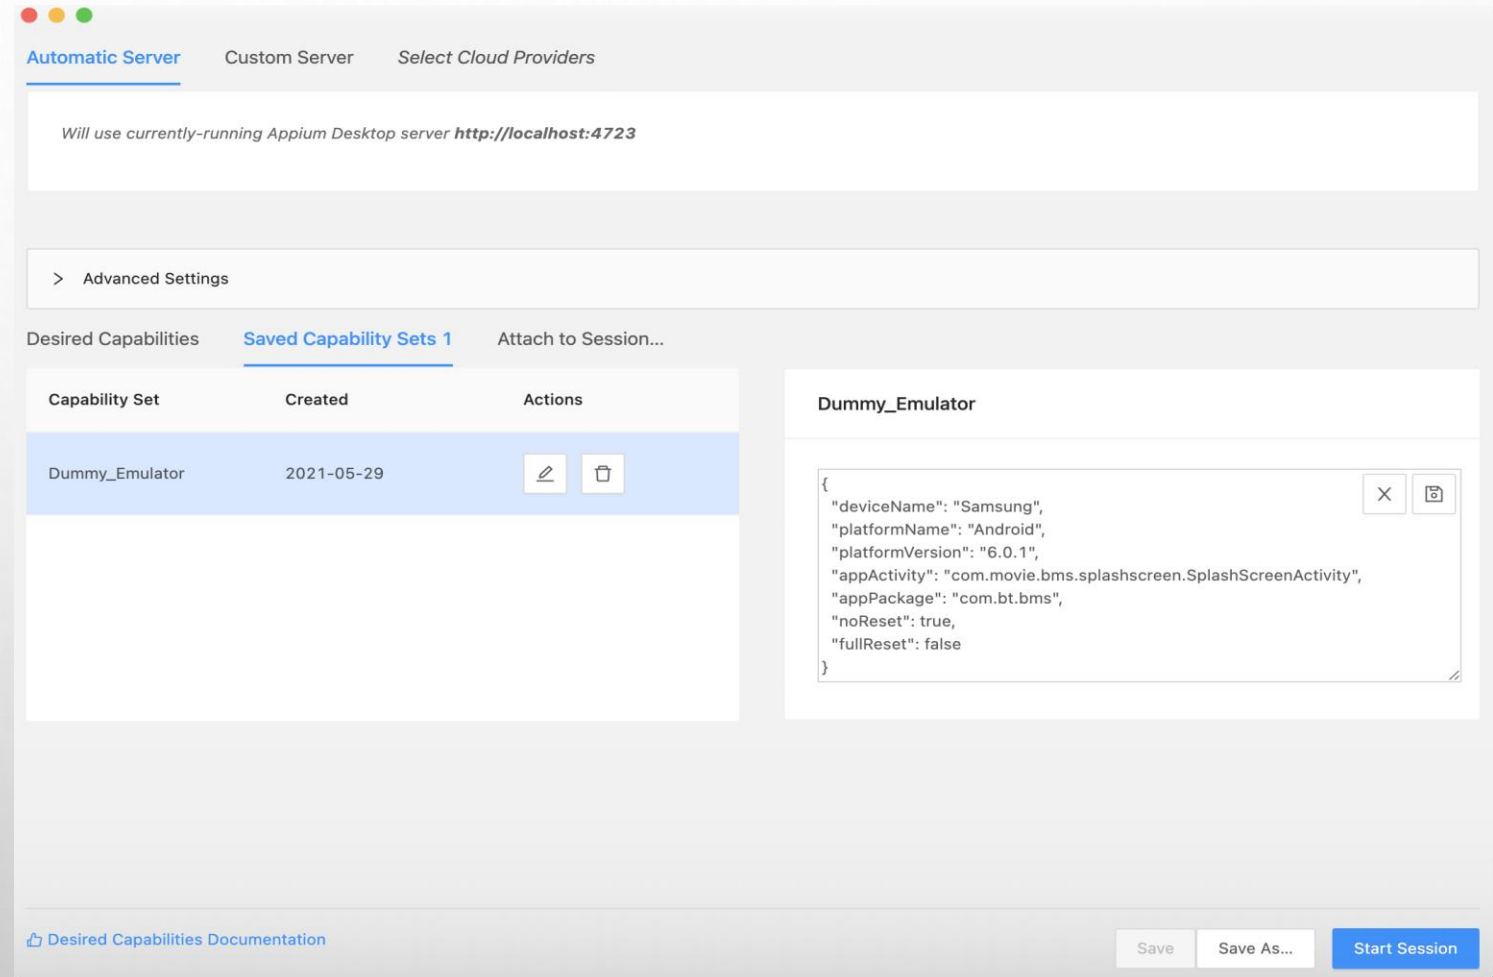 Automatic Server Custom Server Select Cloud Providers
Will use currently-running Appium Desktop server http://localhost:4723
> Advanced Settings
Desired Capabilities Saved Capability Sets 1 Attach to Session...
Capability Set Created Actions
Dummy_Emulator 2021-05-29
Dummy_Emulator
{
"deviceName": "Samsung",
"platformName": "Android",
"platformVersion": "6.0.1",
"appActivity": "com.movie.bms.splashscreen.SplashScreenActivity",
"appPackage": "com.bt.bms",
"noReset": true,
"fullReset": false
}
Desired Capabilities Documentation
Save Save As... Start Session